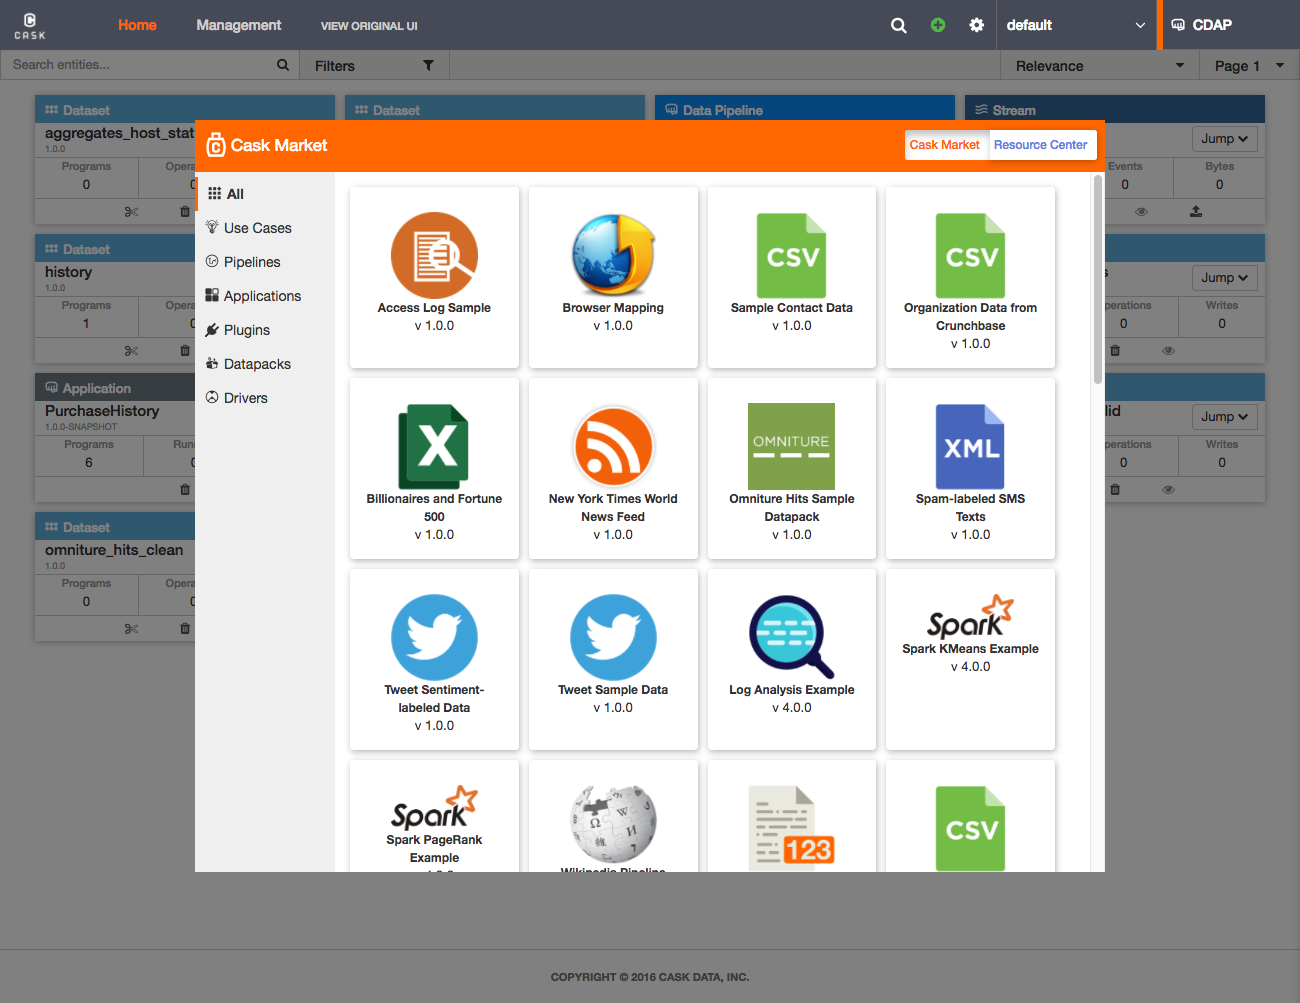 CASK
Home
Management
VIEW ORIGINAL UI
default
CDAP
Search entities...
Filters
Relevance
Page 1
Dataset
Dataset
Data Pipeline
Stream
aggregates_host_stat
1.0.0
Jump
Programs
Opera
Events
Bytes
0
0
0
Cask Market
Cask Market
Resource Center
All
Use Cases
Pipelines
Applications
Plugins
Datapacks
Drivers
Dataset
history
1.0.0
Programs
Opera
1
Jump
perations
Writes
0
0
Application
PurchaseHistory
1.0.0-SNAPSHOT
Programs
Runn
6
lid
Jump
perations
Writes
0
0
Dataset
omniture_hits_clean
1.0.0
Programs
Opera
0
Access Log Sample
v 1.0.0
Browser Mapping
v 1.0.0
CSV
Sample Contact Data
v 1.0.0
CSV
Organization Data from
Crunchbase
v 1.0.0
X
Billionaires and Fortune
500
v 1.0.0
New York Times World
News Feed
v 1.0.0
OMNITURE
Omniture Hits Sample
Datapack
v 1.0.0
XML
Spam-labeled SMS
Texts
v 1.0.0
Tweet Sentiment-
labeled Data
v 1.0.0
Tweet Sample Data
v 1.0.0
Log Analysis Example
v 4.0.0
Spark
Spark KMeans Example
v 4.0.0
Spark
Spark PageRank
Example
Wikipedia Pipeline
123
CSV
COPYRIGHT © 2016 CASK DATA, INC.